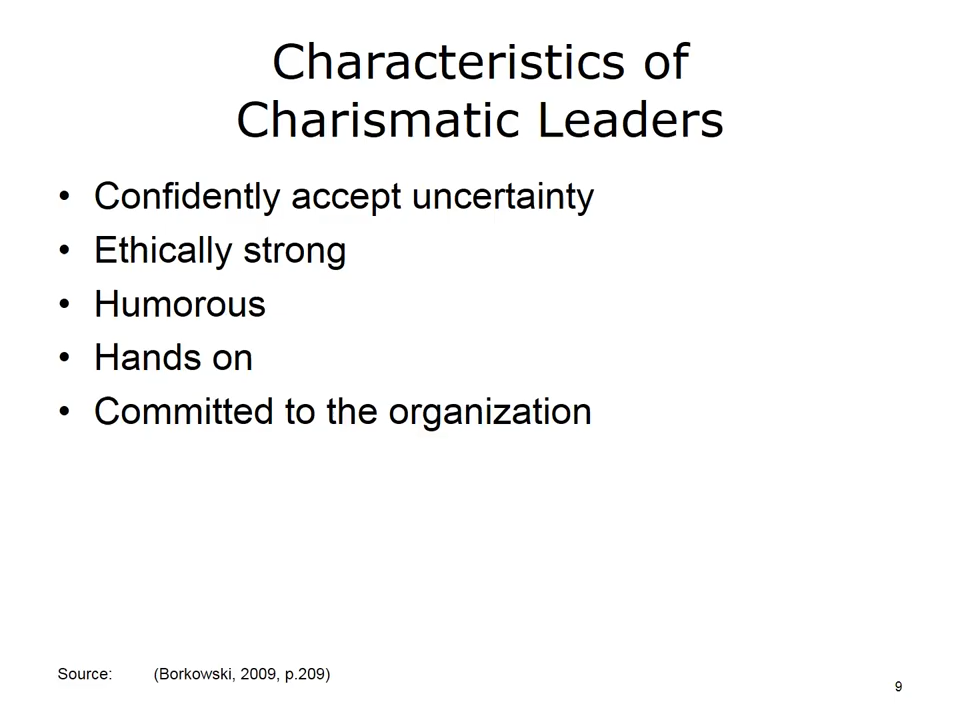 Characteristics of
Charismatic Leaders
• Confidently accept uncertainty
• Ethically strong
• Humorous
• Hands on
• Committed to the organization
Source: (Borkowski, 2009, p.209)
9